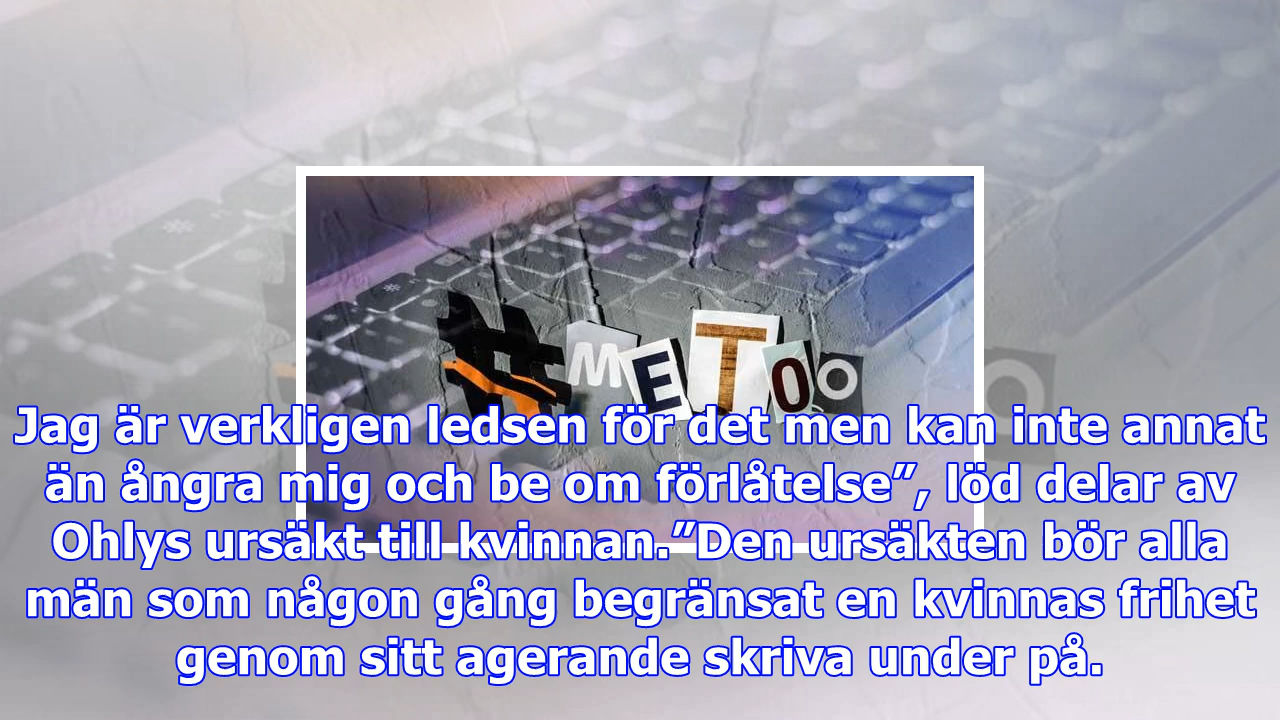 #METOO
Jag är verkligen ledsen för det men kan inte annat
än ångra mig och be om förlåtelse”, löd delar av
Ohlys ursäkt till kvinnan.”Den ursäkten bör alla
män som någon gång begränsat en kvinnas frihet
genom sitt agerande skriva under på.